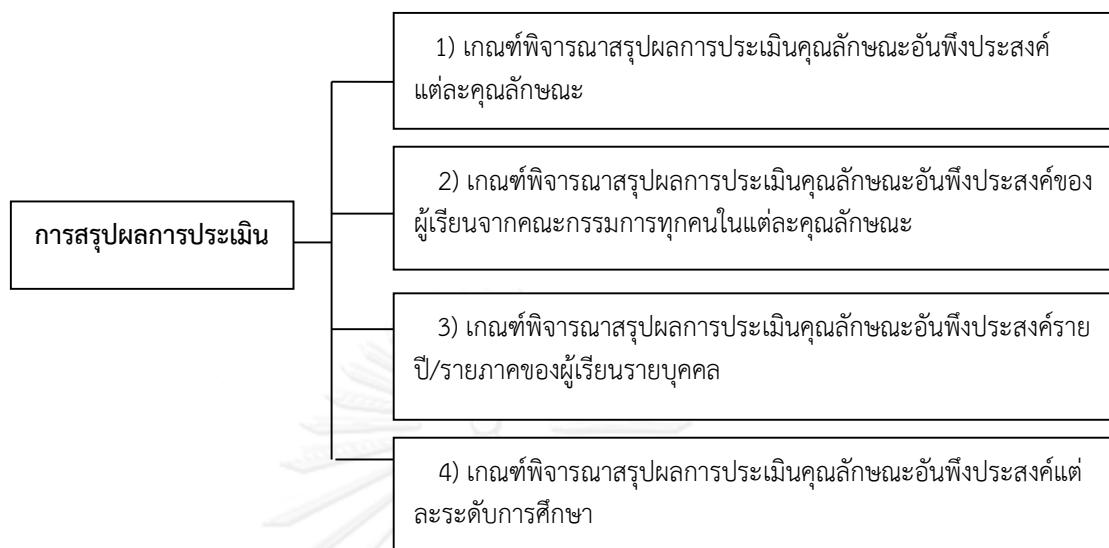 1) เกณฑ์พิจารณาสรุปผลการประเมินคุณลักษณะอันพึงประสงค์
แต่ละคุณลักษณะ
2) เกณฑ์พิจารณาสรุปผลการประเมินคุณลักษณะอันพึงประสงค์ของ
ผู้เรียนจากคณะกรรมการทุกคนในแต่ละคุณลักษณะ
การสรุปผลการประเมิน
3) เกณฑ์พิจารณาสรุปผลการประเมินคุณลักษณะอันพึงประสงค์ราย
ปี/รายภาคของผู้เรียนรายบุคคล
4) เกณฑ์พิจารณาสรุปผลการประเมินคุณลักษณะอันพึงประสงค์แต่
ละระดับการศึกษา